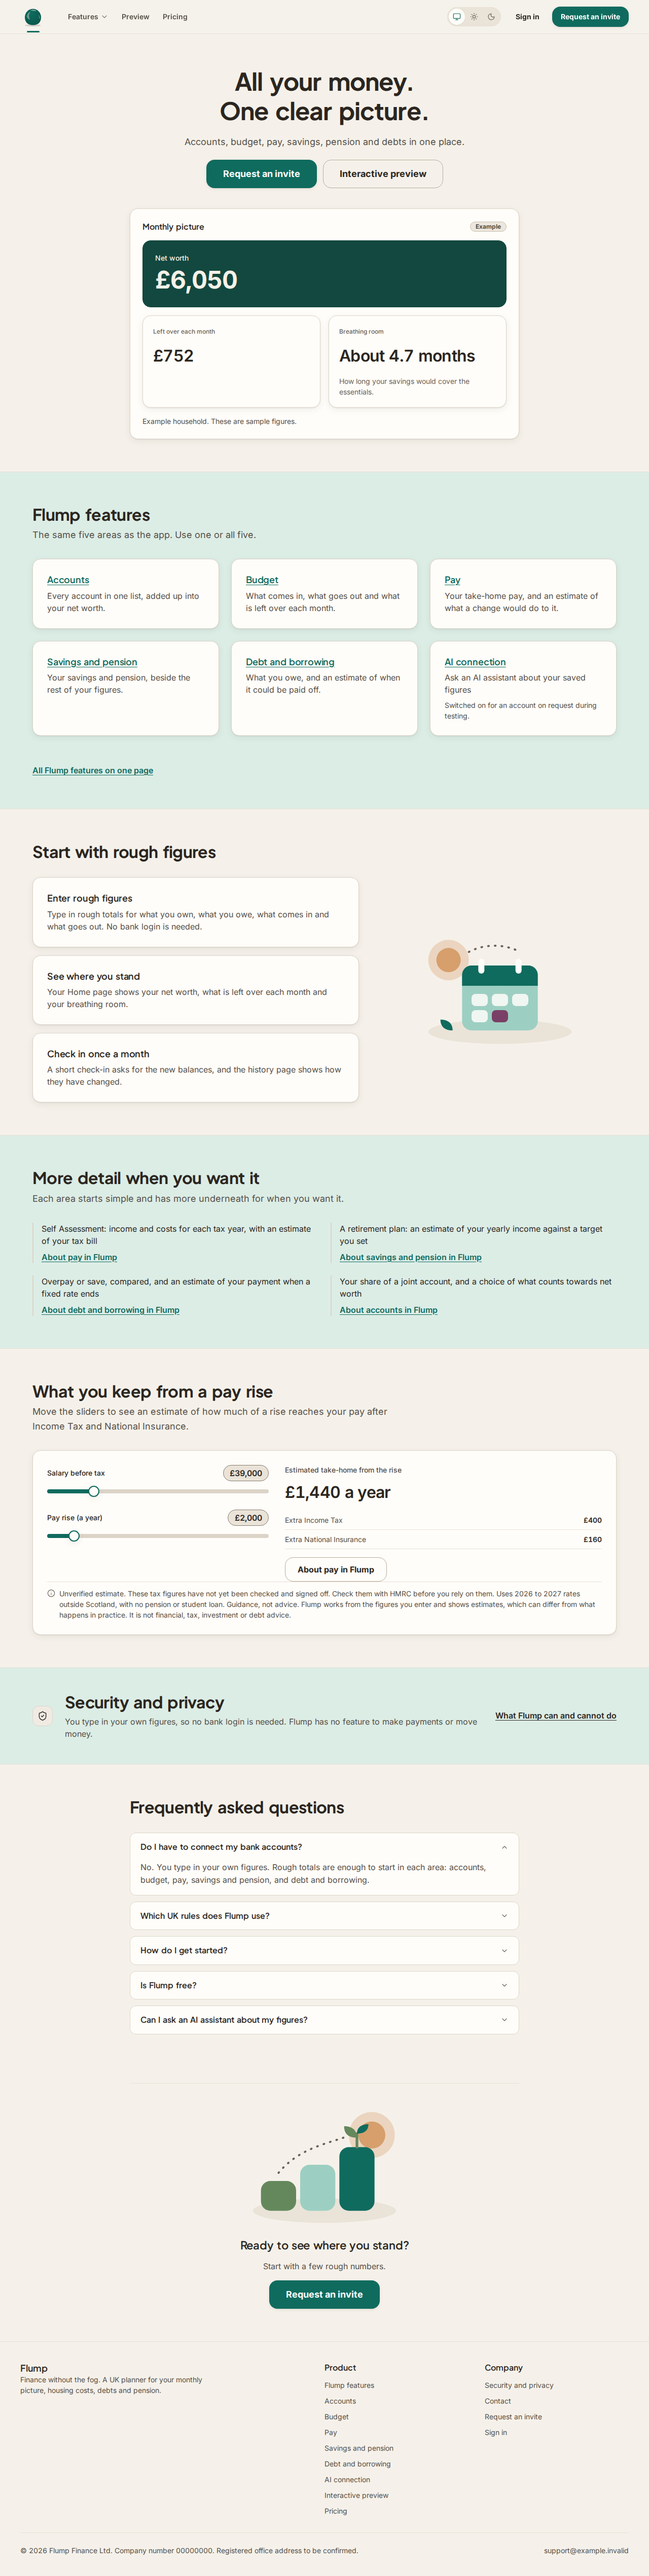 Features
Preview
Pricing
Sign in
Request an invite
All your money.
One clear picture.
Accounts, budget, pay, savings, pension and debts in one place.
Request an invite
Interactive preview
Monthly picture
Example
Net worth
£6,050
Left over each month
£752
Breathing room
About 4.7 months
How long your savings would cover the
essentials.
Example household. These are sample figures.
Flump features
The same five areas as the app. Use one or all five.
Accounts
Every account in one list, added up into
your net worth.
Budget
What comes in, what goes out and what
is left over each month.
Pay
Your take-home pay, and an estimate of
what a change would do to it.
Savings and pension
Your savings and pension, beside the
rest of your figures.
Debt and borrowing
What you owe, and an estimate of when
it could be paid off.
AI connection
Ask an AI assistant about your saved
figures
Switched on for an account on request during
testing.
All Flump features on one page
Start with rough figures
Enter rough figures
Type in rough totals for what you own, what you owe, what comes in and
what goes out. No bank login is needed.
See where you stand
Your Home page shows your net worth, what is left over each month and
your breathing room.
Check in once a month
A short check-in asks for the new balances, and the history page shows how
they have changed.
More detail when you want it
Each area starts simple and has more underneath for when you want it.
Self Assessment: income and costs for each tax year, with an estimate
of your tax bill
About pay in Flump
A retirement plan: an estimate of your yearly income against a target
you set
About savings and pension in Flump
Overpay or save, compared, and an estimate of your payment when a
fixed rate ends
About debt and borrowing in Flump
Your share of a joint account, and a choice of what counts towards net
worth
About accounts in Flump
What you keep from a pay rise
Move the sliders to see an estimate of how much of a rise reaches your pay after
Income Tax and National Insurance.
Salary before tax
£39,000
Pay rise (a year)
£2,000
Estimated take-home from the rise
£1,440 a year
Extra Income Tax
£400
Extra National Insurance
£160
About pay in Flump
Unverified estimate. These tax figures have not yet been checked and signed off. Check them with HMRC before you rely on them. Uses 2026 to 2027 rates
outside Scotland, with no pension or student loan. Guidance, not advice. Flump works from the figures you enter and shows estimates, which can differ from what
happens in practice. It is not financial, tax, investment or debt advice.
Security and privacy
You type in your own figures, so no bank login is needed. Flump has no feature to make payments or move
money.
What Flump can and cannot do
Frequently asked questions
Do I have to connect my bank accounts?
No. You type in your own figures. Rough totals are enough to start in each area: accounts,
budget, pay, savings and pension, and debt and borrowing.
Which UK rules does Flump use?
How do I get started?
Is Flump free?
Can I ask an AI assistant about my figures?
Ready to see where you stand?
Start with a few rough numbers.
Request an invite
Flump
Finance without the fog. A UK planner for your monthly
picture, housing costs, debts and pension.
Product
Flump features
Accounts
Budget
Pay
Savings and pension
Debt and borrowing
AI connection
Interactive preview
Pricing
Company
Security and privacy
Contact
Request an invite
Sign in
© 2026 Flump Finance Ltd. Company number 00000000. Registered office address to be confirmed.
support@example.invalid